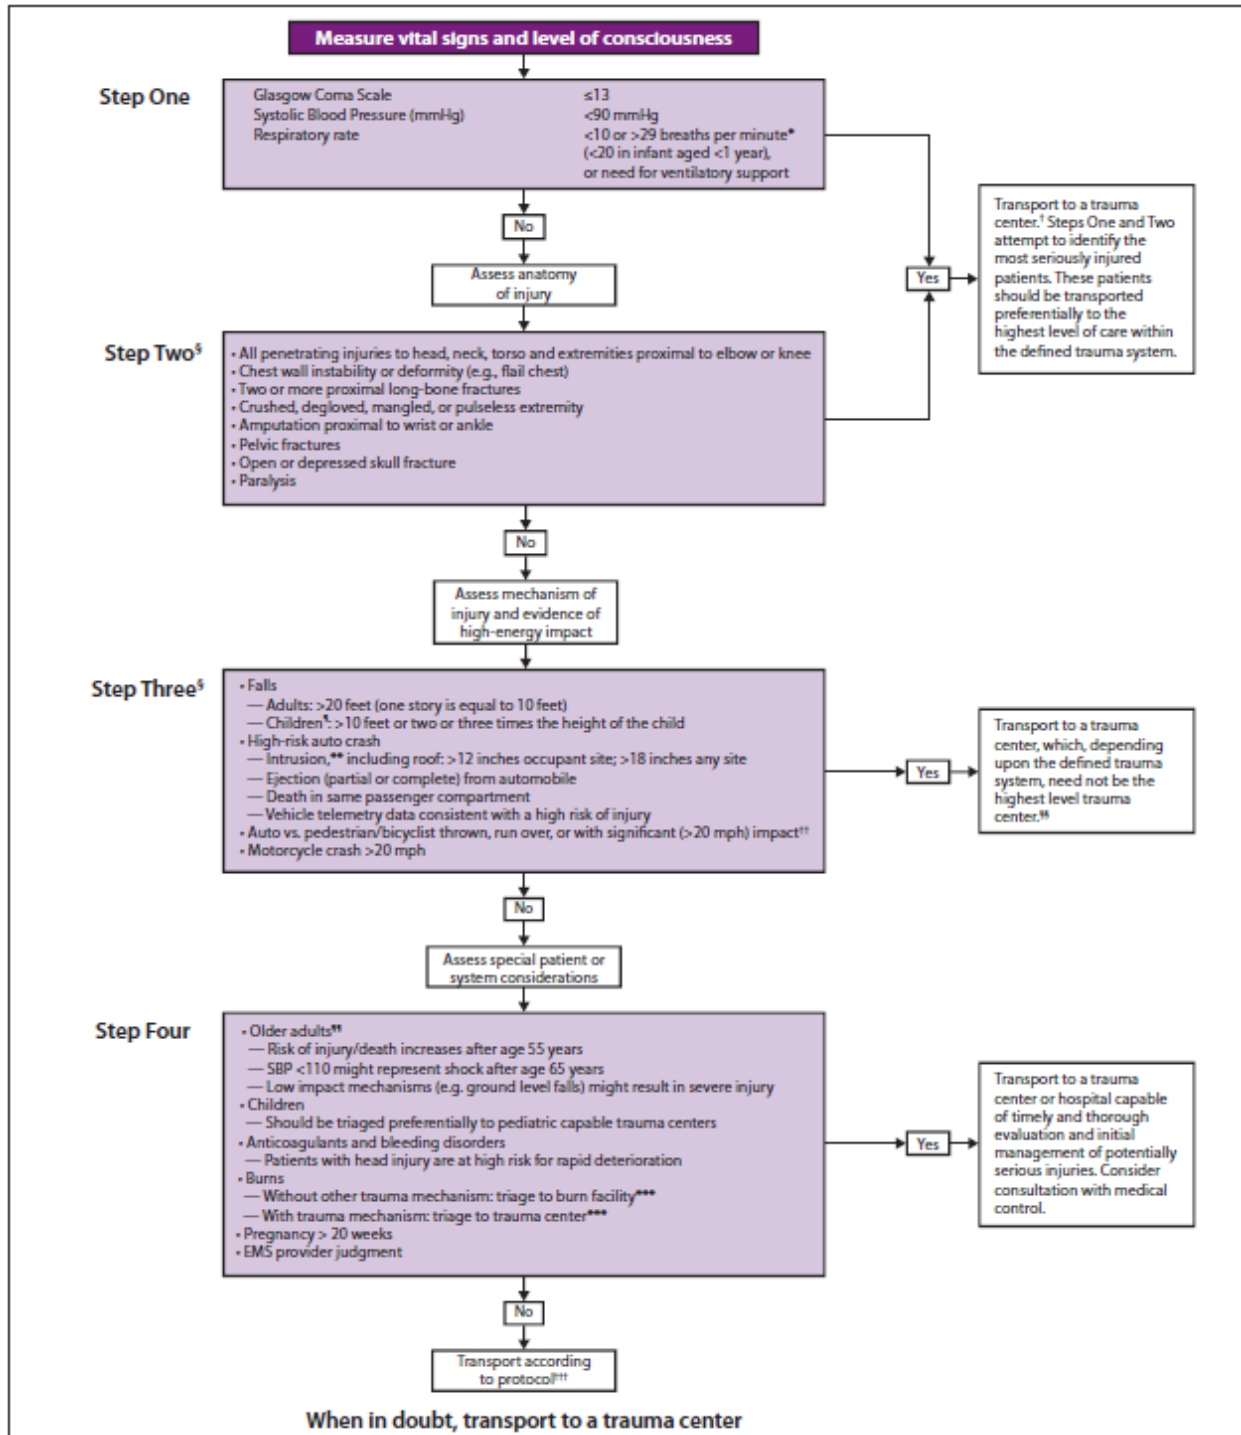 Measure vital signs and level of consciousness
Step One
Glasgow Coma Scale ≤13
Systolic Blood Pressure (mmHg) <90 mmHg
Respiratory rate <10 or >29 breaths per minute*
(<20 in infant aged <1 year),
or need for ventilatory support
No
Assess anatomy
of injury
Yes
Transport to a trauma
center.† Steps One and Two
attempt to identify the
most seriously injured
patients. These patients
should be transported
preferentially to the
highest level of care within
the defined trauma system.
Step Two§
• All penetrating injuries to head, neck, torso and extremities proximal to elbow or knee
• Chest wall instability or deformity (e.g., flail chest)
• Two or more proximal long-bone fractures
• Crushed, degloved, mangled, or pulseless extremity
• Amputation proximal to wrist or ankle
• Pelvic fractures
• Open or depressed skull fracture
• Paralysis
No
Assess mechanism of
injury and evidence of
high-energy impact
Step Three§
• Falls
— Adults: >20 feet (one story is equal to 10 feet)
— Children¶: >10 feet or two or three times the height of the child
• High-risk auto crash
— Intrusion,** including roof: >12 inches occupant site; >18 inches any site
— Ejection (partial or complete) from automobile
— Death in same passenger compartment
— Vehicle telemetry data consistent with a high risk of injury
• Auto vs. pedestrian/bicyclist thrown, run over, or with significant (>20 mph) impact††
• Motorcycle crash >20 mph
Yes
Transport to a trauma
center, which, depending
upon the defined trauma
system, need not be the
highest level trauma
center.§§
No
Assess special patient or
system considerations
Step Four
• Older adults¶¶
— Risk of injury/death increases after age 55 years
— SBP <110 might represent shock after age 65 years
— Low impact mechanisms (e.g. ground level falls) might result in severe injury
• Children
— Should be triaged preferentially to pediatric capable trauma centers
• Anticoagulants and bleeding disorders
— Patients with head injury are at high risk for rapid deterioration
• Burns
— Without other trauma mechanism: triage to burn facility***
— With trauma mechanism: triage to trauma center***
• Pregnancy > 20 weeks
• EMS provider judgment
Yes
Transport to a trauma
center or hospital capable
of timely and thorough
evaluation and initial
management of potentially
serious injuries. Consider
consultation with medical
control.
No
Transport according
to protocol†††
When in doubt, transport to a trauma center